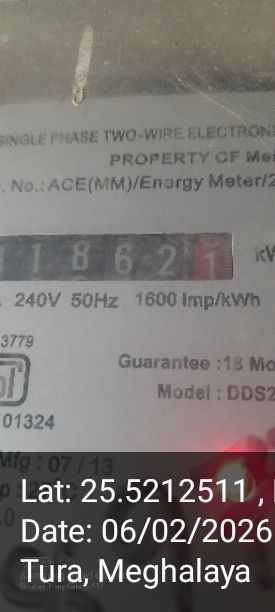 SINGLE PHASE TWO-WIRE ELECTRON
PROPERTY OF Me
. No.: ACE(MM)/Energy Meter/2
1 1 8 6 2 1
kW
240V 50Hz 1600 Imp/kWh
3779
Guarantee : 18 Mo
Model : DDS2
01324
Mfg : 07 / 13
Lat: 25.5212511 ,
Date: 06/02/2026
Tura, Meghalaya